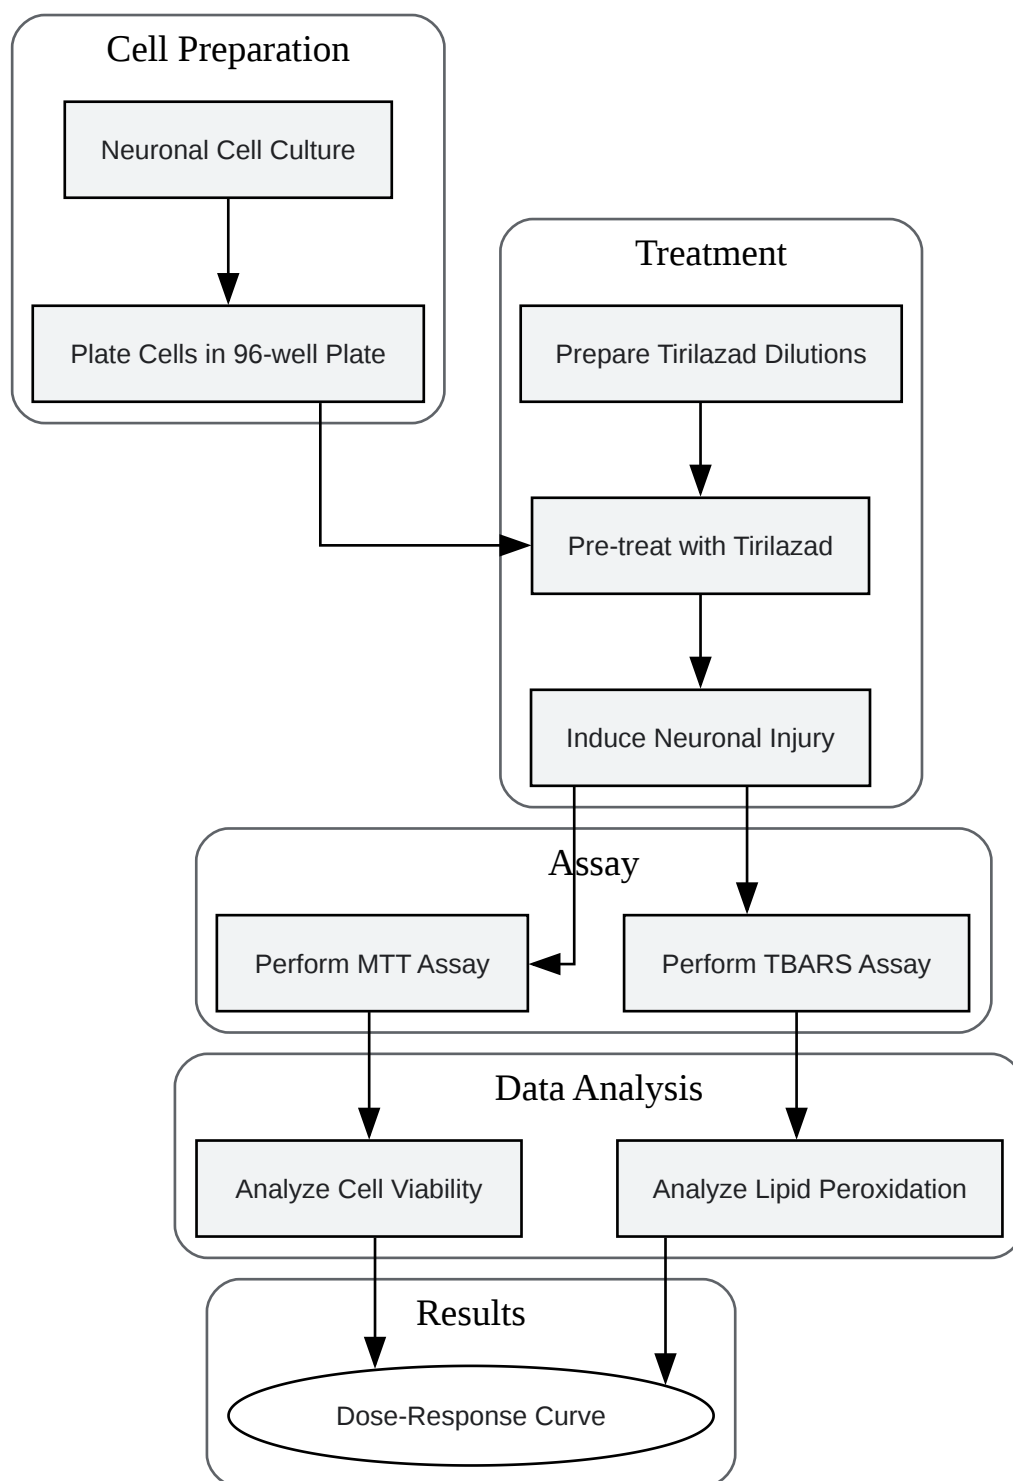 Cell Preparation
Neuronal Cell Culture
Plate Cells in 96-well Plate
Treatment
Prepare Tirilazad Dilutions
Pre-treat with Tirilazad
Induce Neuronal Injury
Assay
Perform MTT Assay
Perform TBARS Assay
Data Analysis
Analyze Cell Viability
Analyze Lipid Peroxidation
Results
Dose-Response Curve